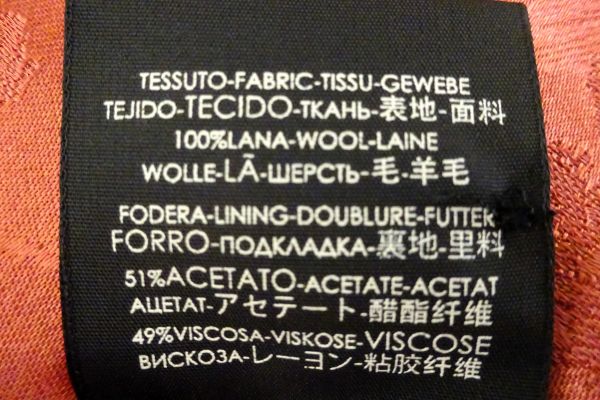 TESSUTO-FABRIC-TISSU-GEWEBE
TEJIDO-TECIDO-ТКАНЬ-表地-面料
100%LANA-WOOL-LAINE
WOLLE-LÃ-ШЕРСТЬ-毛-羊毛
FODERA-LINING-DOUBLURE-FUTTER
FORRO-ПОДКЛАДКА-裏地-里料
51%ACETATO-ACETATE-ACETAT
АЦЕТАТ-アセテート-醋酯纤维
49%VISCOSA-VISKOSE-VISCOSE
ВИСКОЗА-レーヨン-粘胶纤维